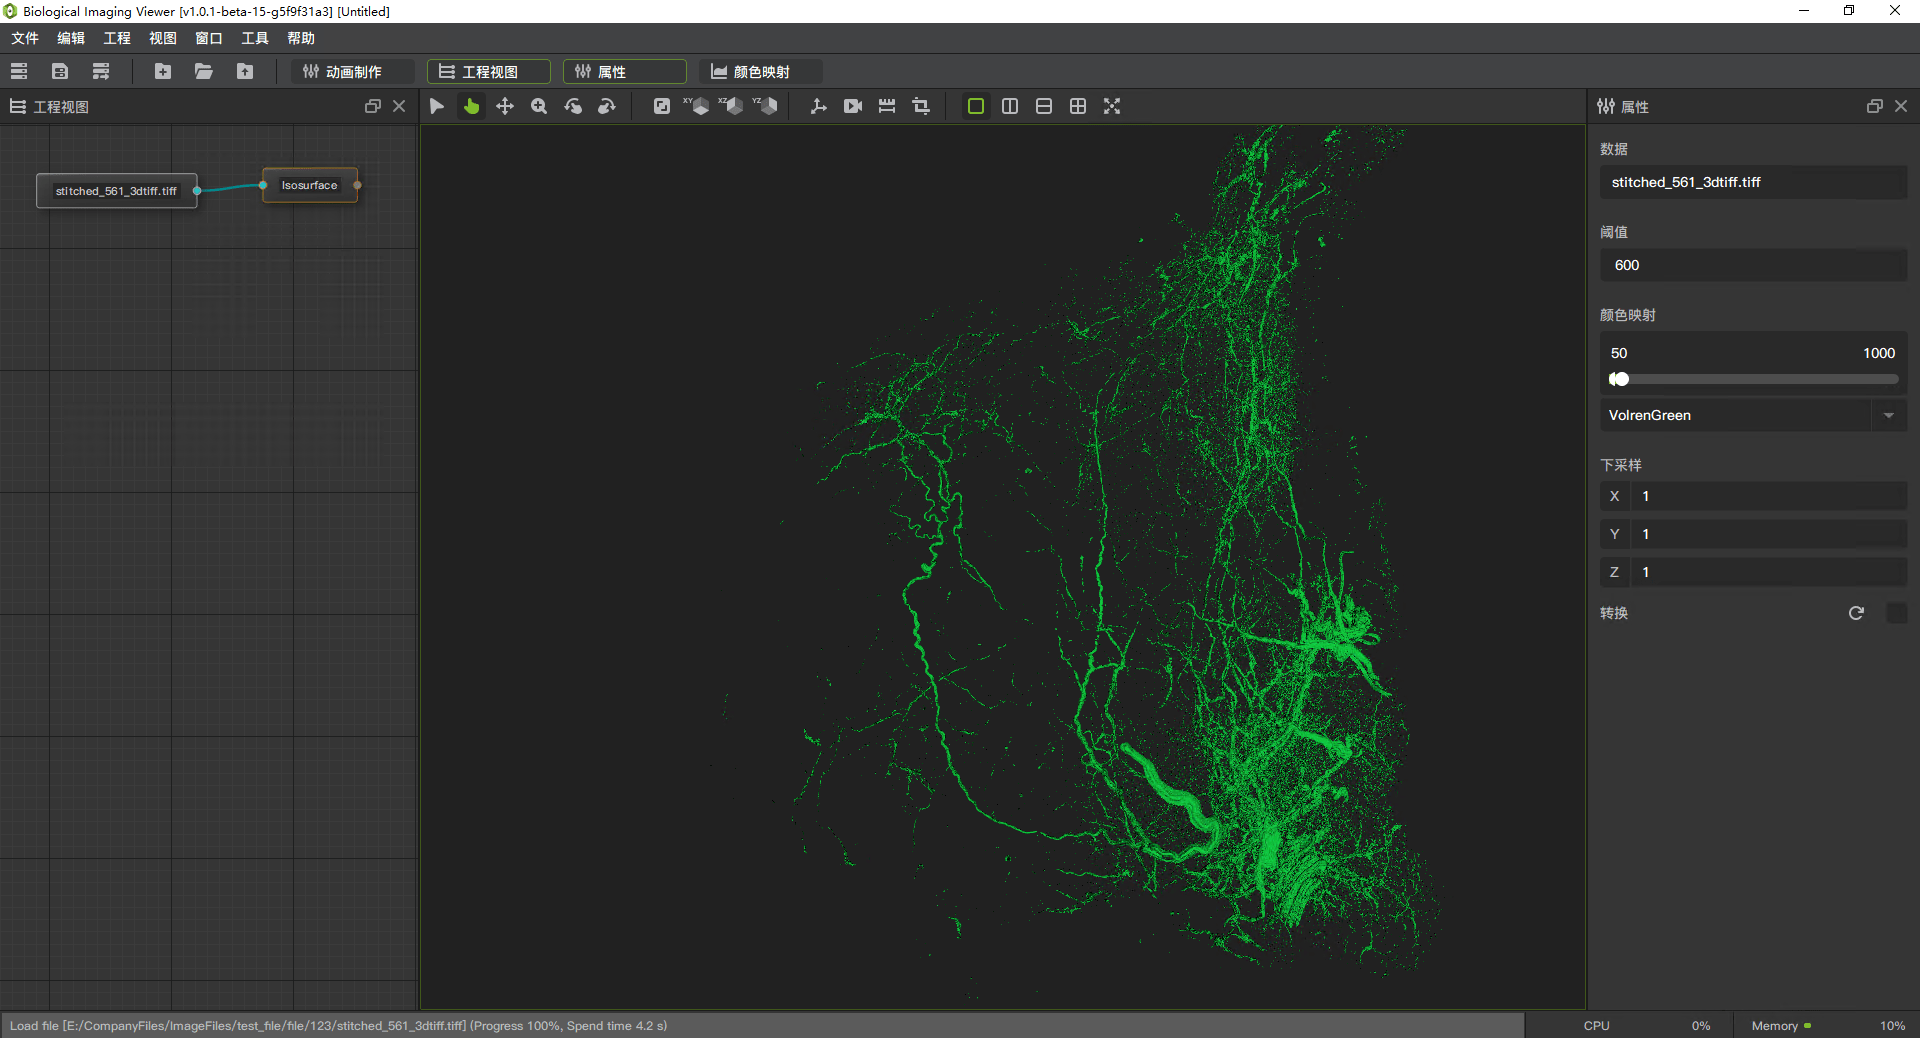 Biological Imaging Viewer [v1.0.1-beta-15-g5f9f31a3] [Untitled]
文件 编辑 工程 视图 窗口 工具 帮助
动画制作 工程视图 属性 颜色映射
工程视图
XY XZ YZ
stitched_561_3dtiff.tiff
Isosurface
属性
数据
stitched_561_3dtiff.tiff
阈值
600
颜色映射
50 1000
VolrenGreen
下采样
X 1
Y 1
Z 1
转换
Load file [E:/CompanyFiles/ImageFiles/test_file/file/123/stitched_561_3dtiff.tiff] (Progress 100%, Spend time 4.2 s)
CPU 0% Memory 10%